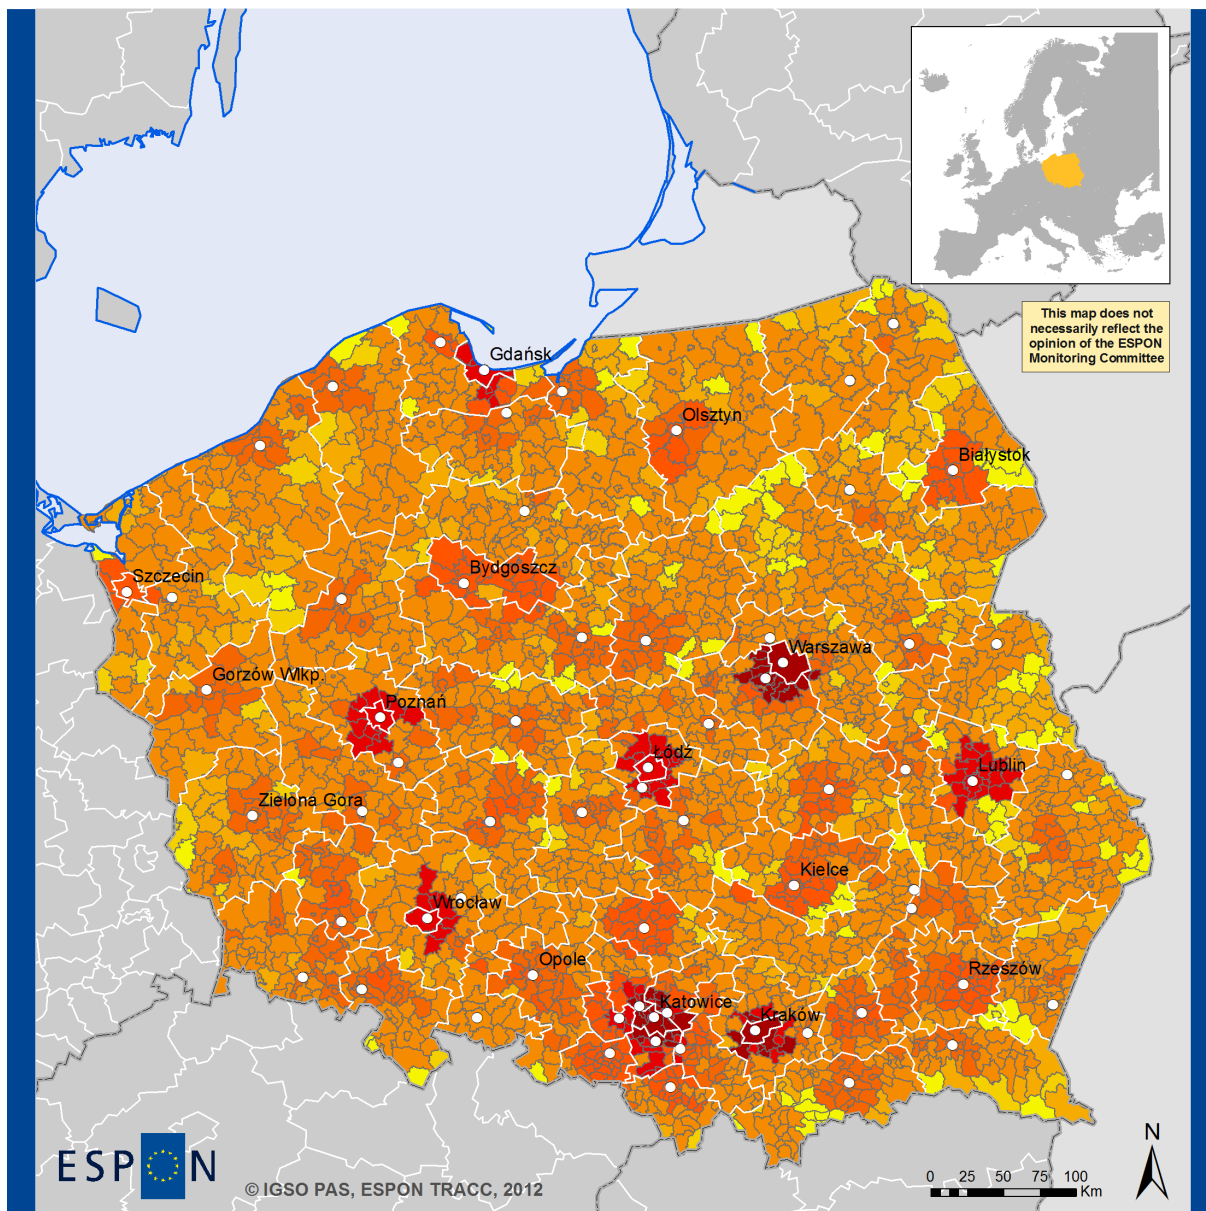 This map does not
necessarily reflect the
opinion of the ESPON
Monitoring Committee
Gdańsk
Olsztyn
Białystok
Bydgoszcz
Szczecin
Warszawa
Gorzów Wlkp.
Poznań
Łódź
Lublin
Zielona Gora
Kielce
Wrocław
Opole
Rzeszów
Katowice
Kraków
N
ESPON
© IGSO PAS, ESPON TRACC, 2012
0 25 50 75 100
Km